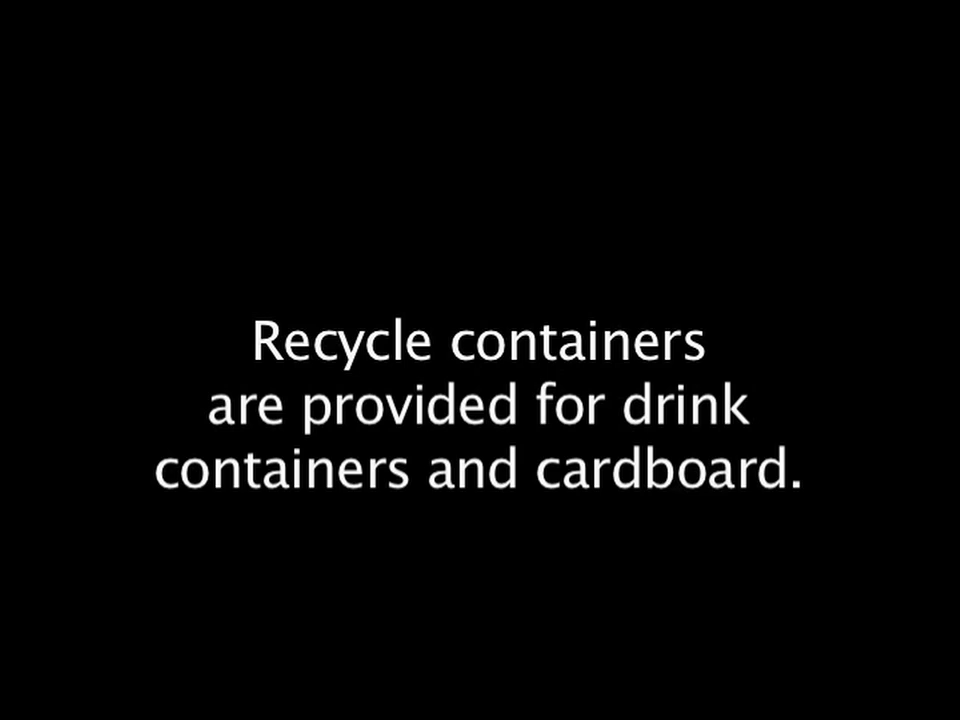 Recycle containers
are provided for drink
containers and cardboard.